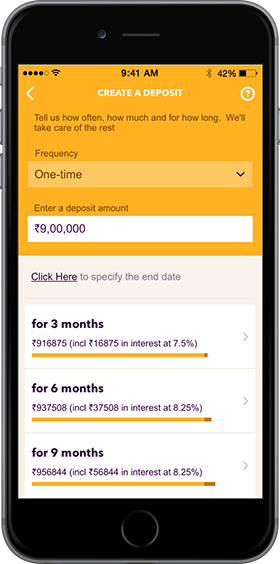 9:41 AM
42%
CREATE A DEPOSIT
?
Tell us how often, how much and for how long. We'll
take care of the rest
Frequency
One-time
Enter a deposit amount
₹9,00,000
Click Here to specify the end date
for 3 months
₹916875 (incl ₹16875 in interest at 7.5%)
for 6 months
₹937508 (incl ₹37508 in interest at 8.25%)
for 9 months
₹956844 (incl ₹56844 in interest at 8.25%)